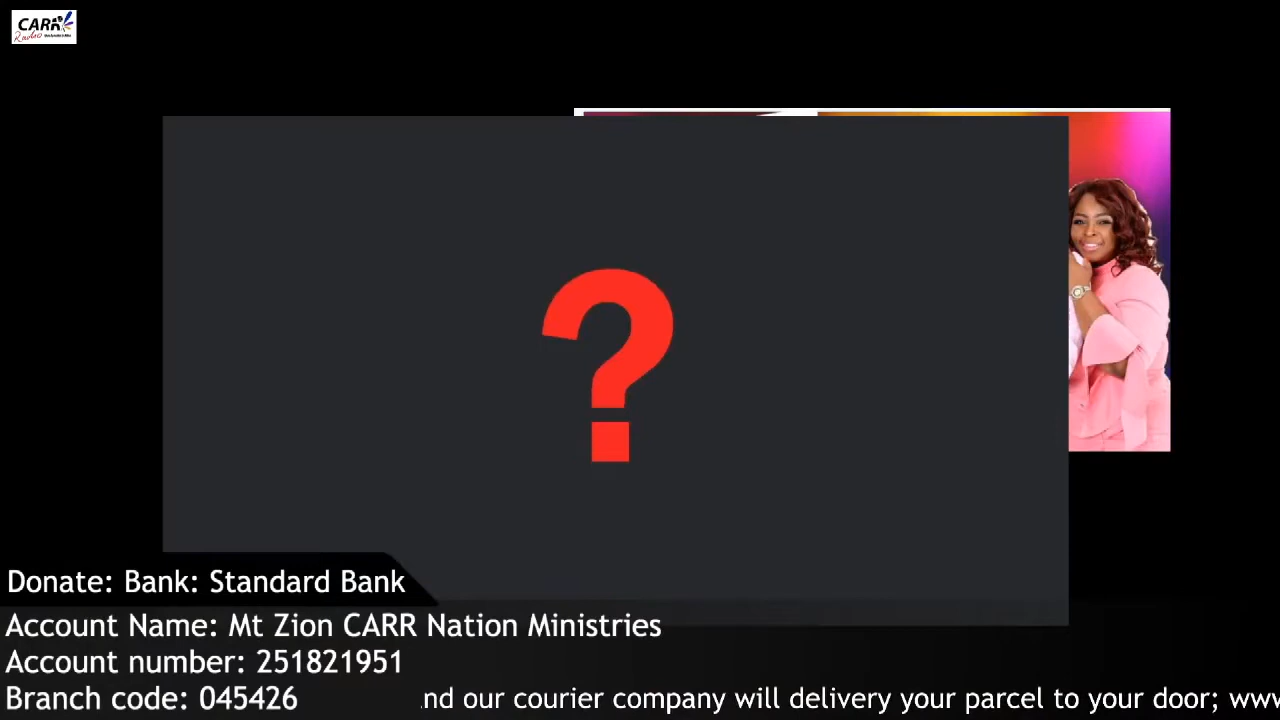 CARR
Radio
?
Donate: Bank: Standard Bank
Account Name: Mt Zion CARR Nation Ministries
Account number: 251821951
Branch code: 045426
nd our courier company will delivery your parcel to your door; www